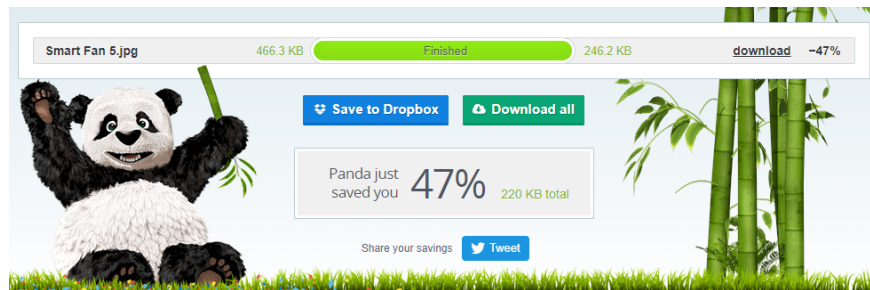 Smart Fan 5.jpg 466.3 KB Finished 246.2 KB download −47%
Save to Dropbox Download all
Panda just saved you 47% 220 KB total
Share your savings Tweet